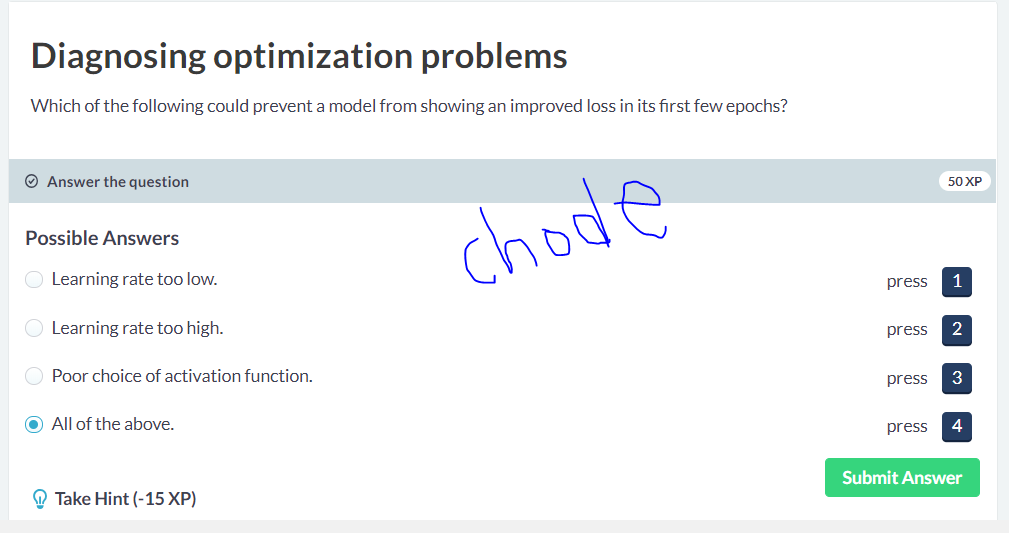 Diagnosing optimization problems
Which of the following could prevent a model from showing an improved loss in its first few epochs?
Answer the question
50 XP
Possible Answers
Learning rate too low.
press 1
Learning rate too high.
press 2
Poor choice of activation function.
press 3
All of the above.
press 4
Submit Answer
Take Hint (-15 XP)